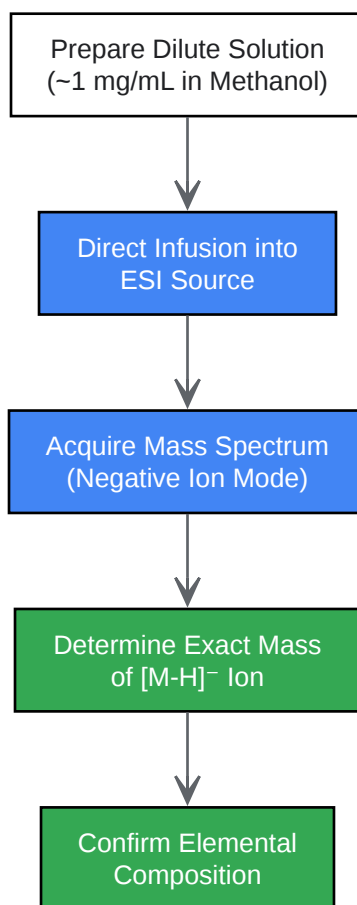 Prepare Dilute Solution
(~1 mg/mL in Methanol)
Direct Infusion into
ESI Source
Acquire Mass Spectrum
(Negative Ion Mode)
Determine Exact Mass
of [M-H]⁻ Ion
Confirm Elemental
Composition